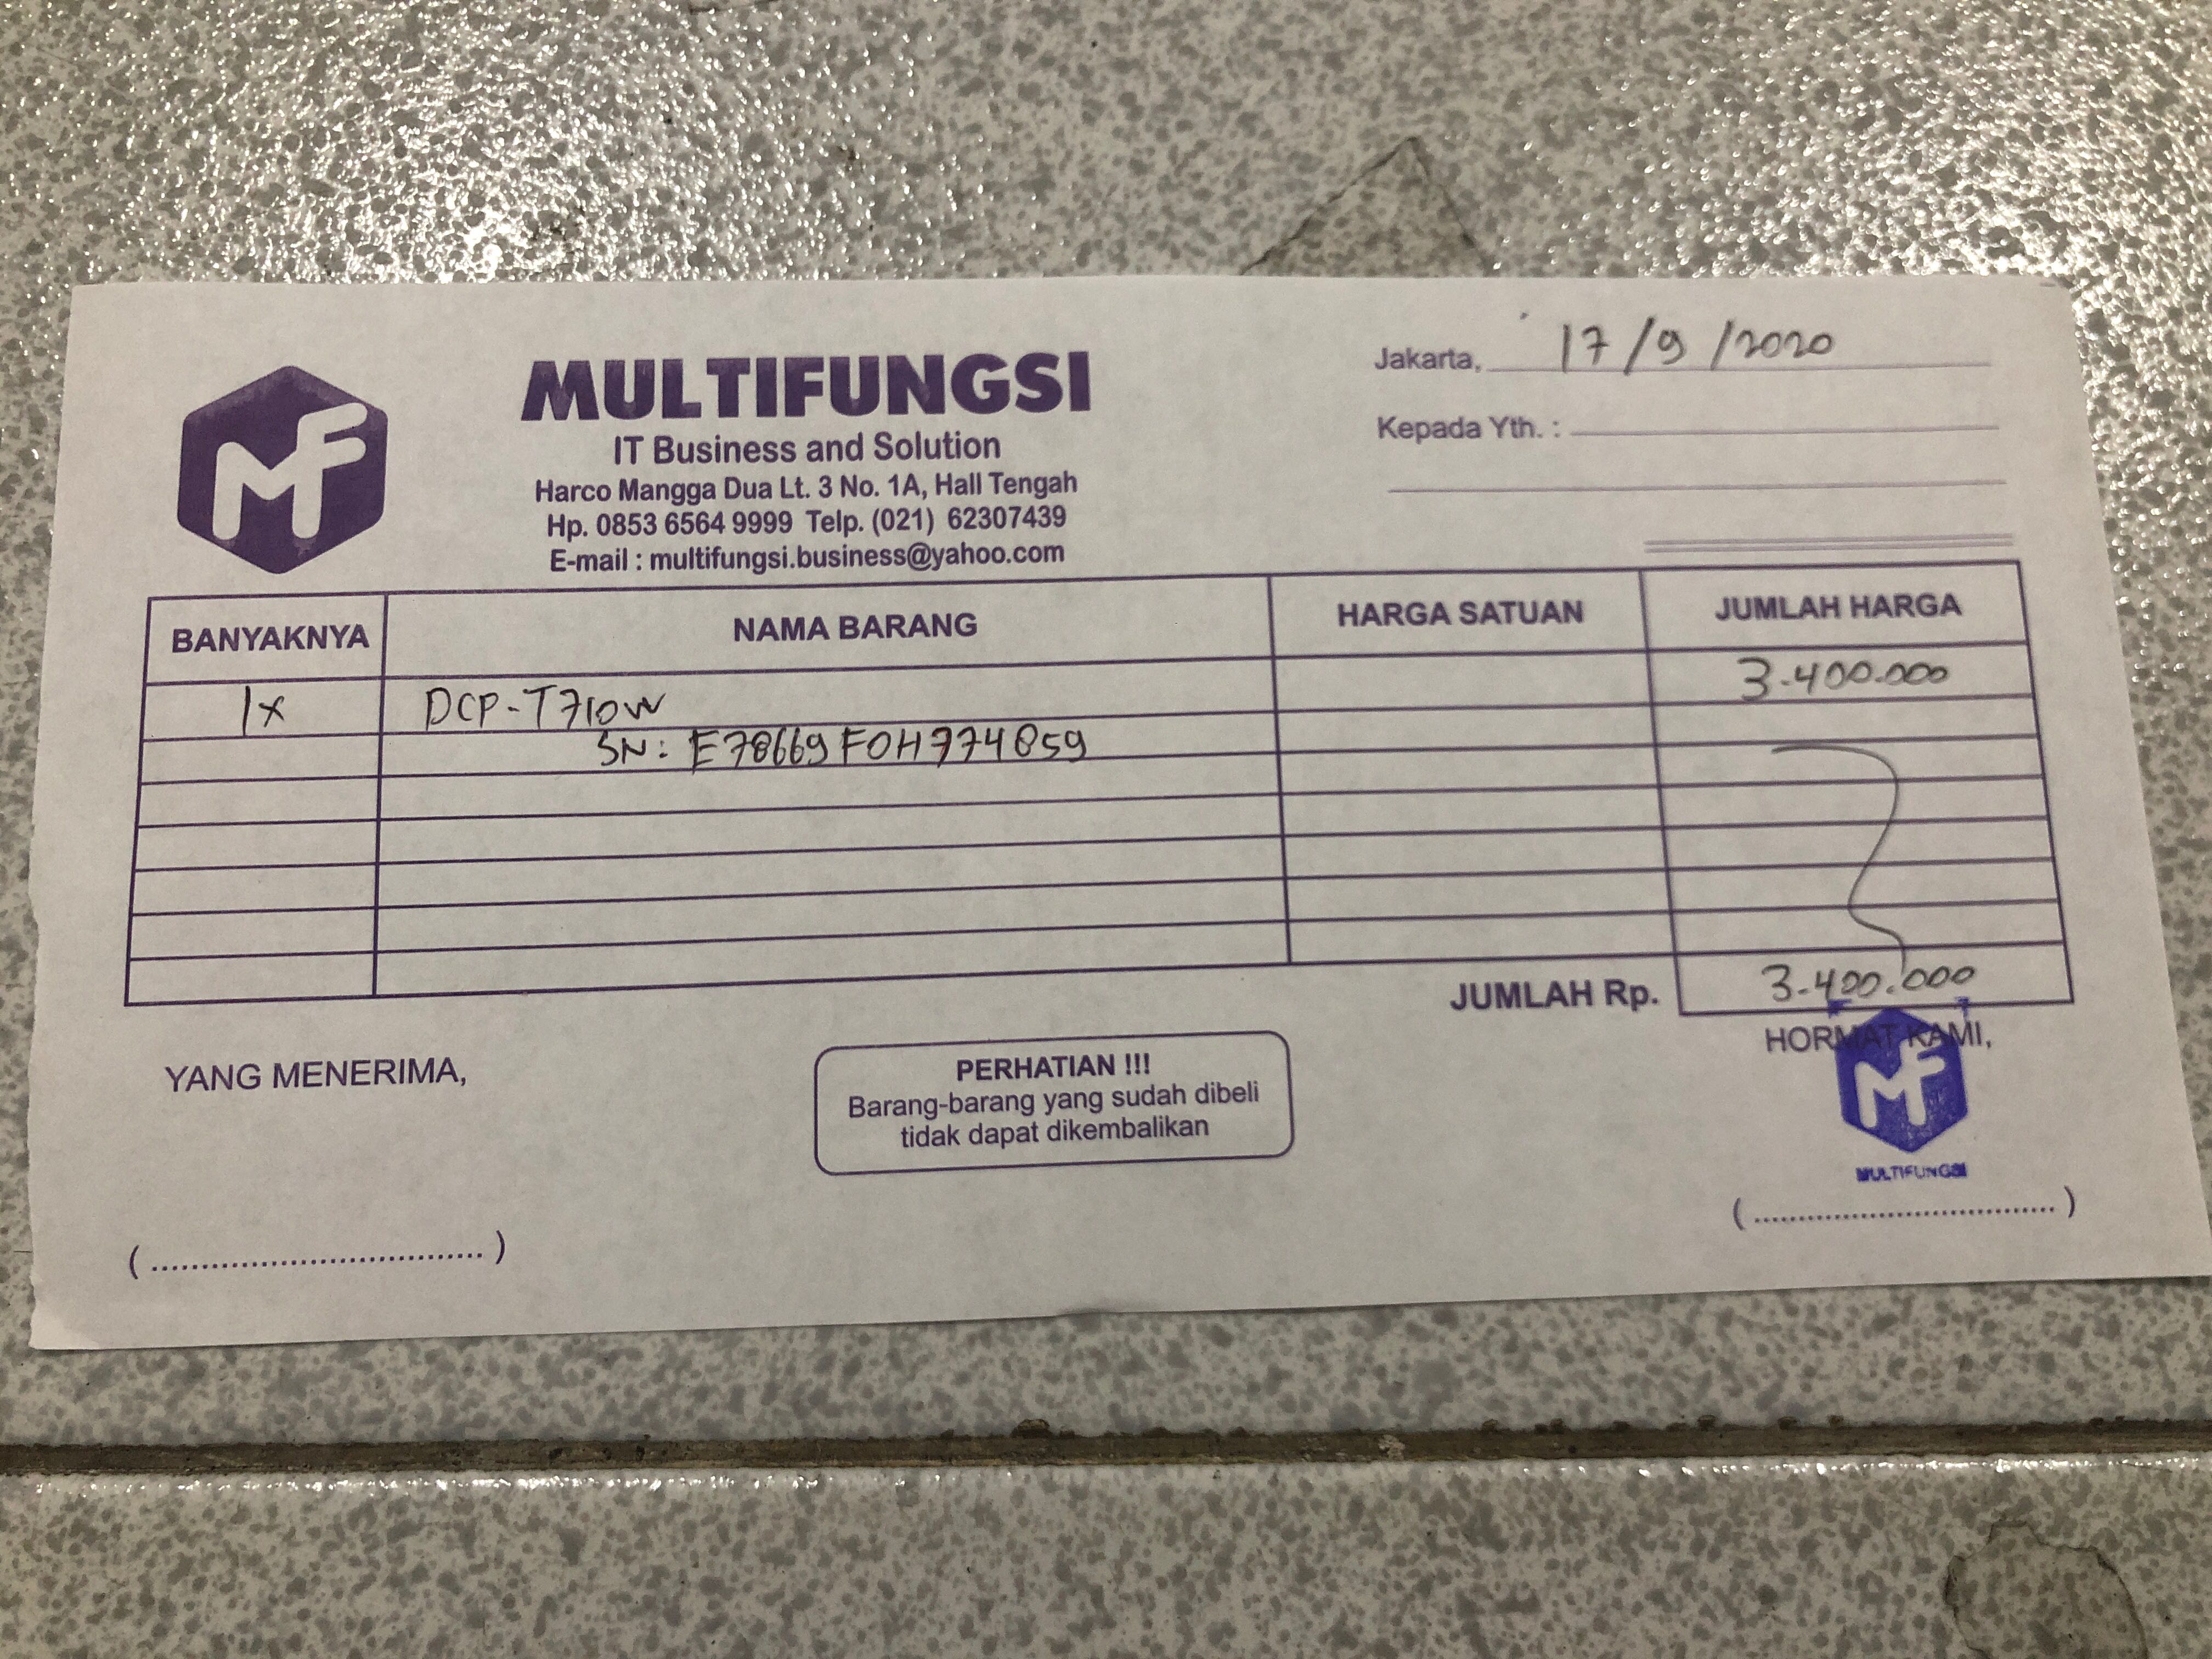 MF
MULTIFUNGSI
IT Business and Solution
Harco Mangga Dua Lt. 3 No. 1A, Hall Tengah
Hp. 0853 6564 9999 Telp. (021) 62307439
E-mail : multifungsi.business@yahoo.com
Jakarta, 17/9/2020
Kepada Yth. :
BANYAKNYA NAMA BARANG HARGA SATUAN JUMLAH HARGA
1x DCP-T710W 3.400.000
SN: E78669F0H774859
JUMLAH Rp. 3.400.000
YANG MENERIMA,
PERHATIAN !!!
Barang-barang yang sudah dibeli
tidak dapat dikembalikan
HORMAT KAMI,
MF
MULTIFUNGSI
( ................................. )
( ................................. )